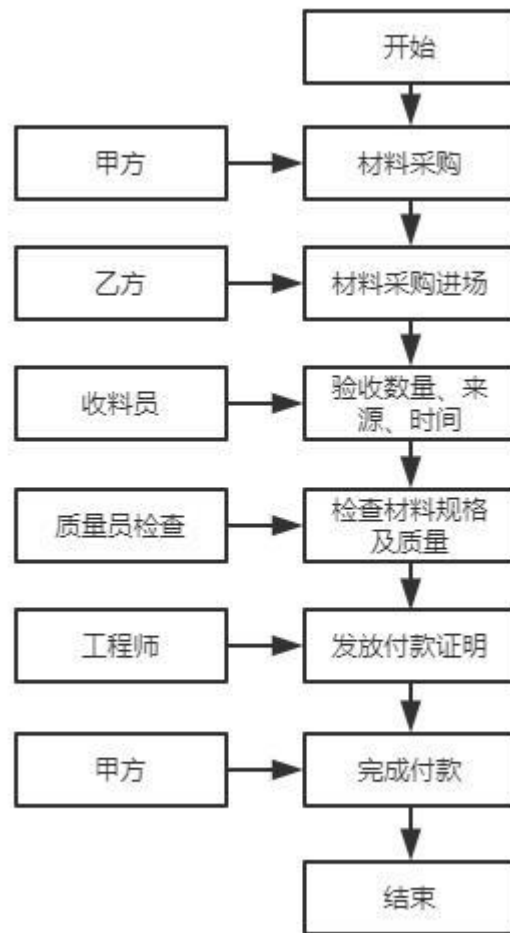 开始
甲方
材料采购
乙方
材料采购进场
收料员
验收数量、来
源、时间
质量员检查
检查材料规格
及质量
工程师
发放付款证明
甲方
完成付款
结束